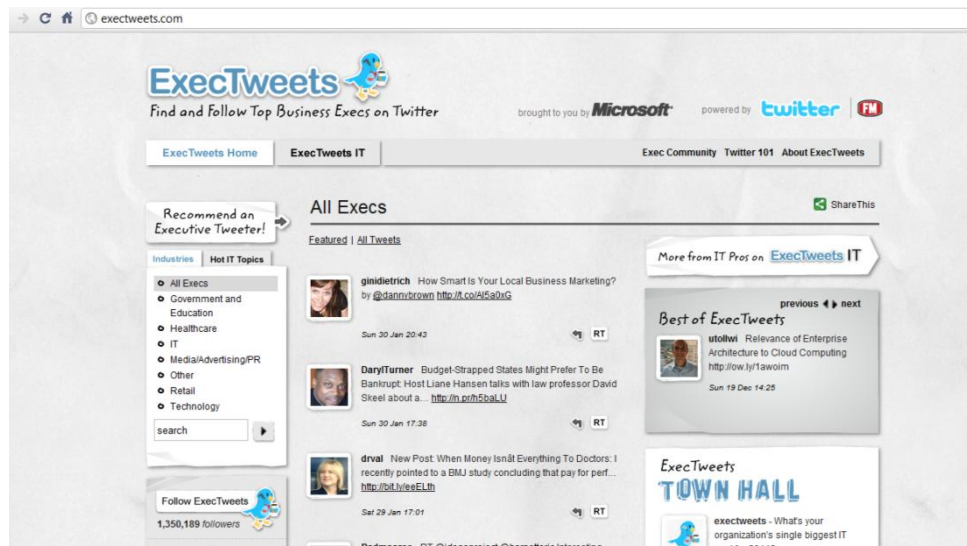 exectweets.com
ExecTweets
Find and Follow Top Business Execs on Twitter
brought to you by Microsoft
powered by twitter | FM
ExecTweets Home
ExecTweets IT
Exec Community Twitter 101 About ExecTweets
Recommend an
Executive Tweeter!
All Execs
ShareThis
Featured | All Tweets
Industries Hot IT Topics
All Execs
Government and
Education
Healthcare
IT
Media/Advertising/PR
Other
Retail
Technology
search
Follow ExecTweets
1,350,189 followers
ginidietrich How Smart Is Your Local Business Marketing?
by @dannybrown http://t.co/Al5a0xG
Sun 30 Jan 20:43
RT
DarylTurner Budget-Strapped States Might Prefer To Be
Bankrupt: Host Liane Hansen talks with law professor David
Skeel about a... http://n.pr/h5baLU
Sun 30 Jan 17:38
RT
drval New Post: When Money Isnât Everything To Doctors: I
recently pointed to a BMJ study concluding that pay for perf...
http://bit.ly/eeELth
Sat 29 Jan 17:01
RT
More from IT Pros on ExecTweets IT
previous next
Best of ExecTweets
utollwi Relevance of Enterprise
Architecture to Cloud Computing
http://ow.ly/1awoim
Sun 19 Dec 14:25
ExecTweets
TOWN HALL
exectweets - What's your
organization's single biggest IT